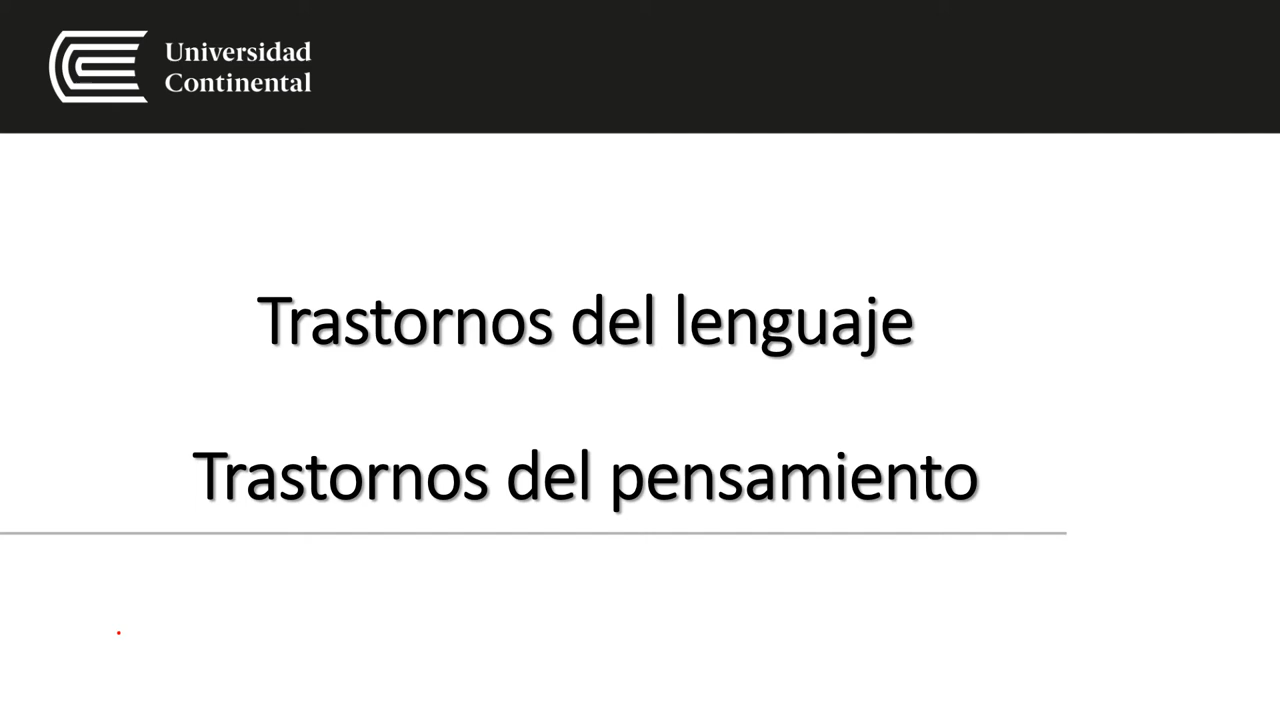 Universidad
Continental
Trastornos del lenguaje
Trastornos del pensamiento